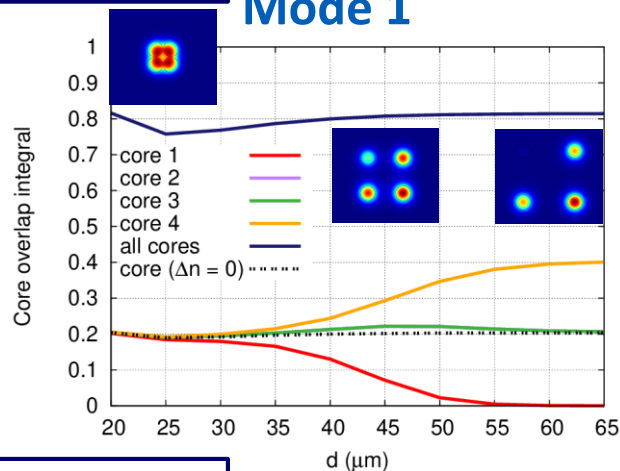 Mode 1
1
0.9
0.8
0.7
0.6
0.5
0.4
0.3
0.2
0.1
0
Core overlap integral
core 1
core 2
core 3
core 4
all cores
core (Δn = 0)
20 25 30 35 40 45 50 55 60 65
d (μm)